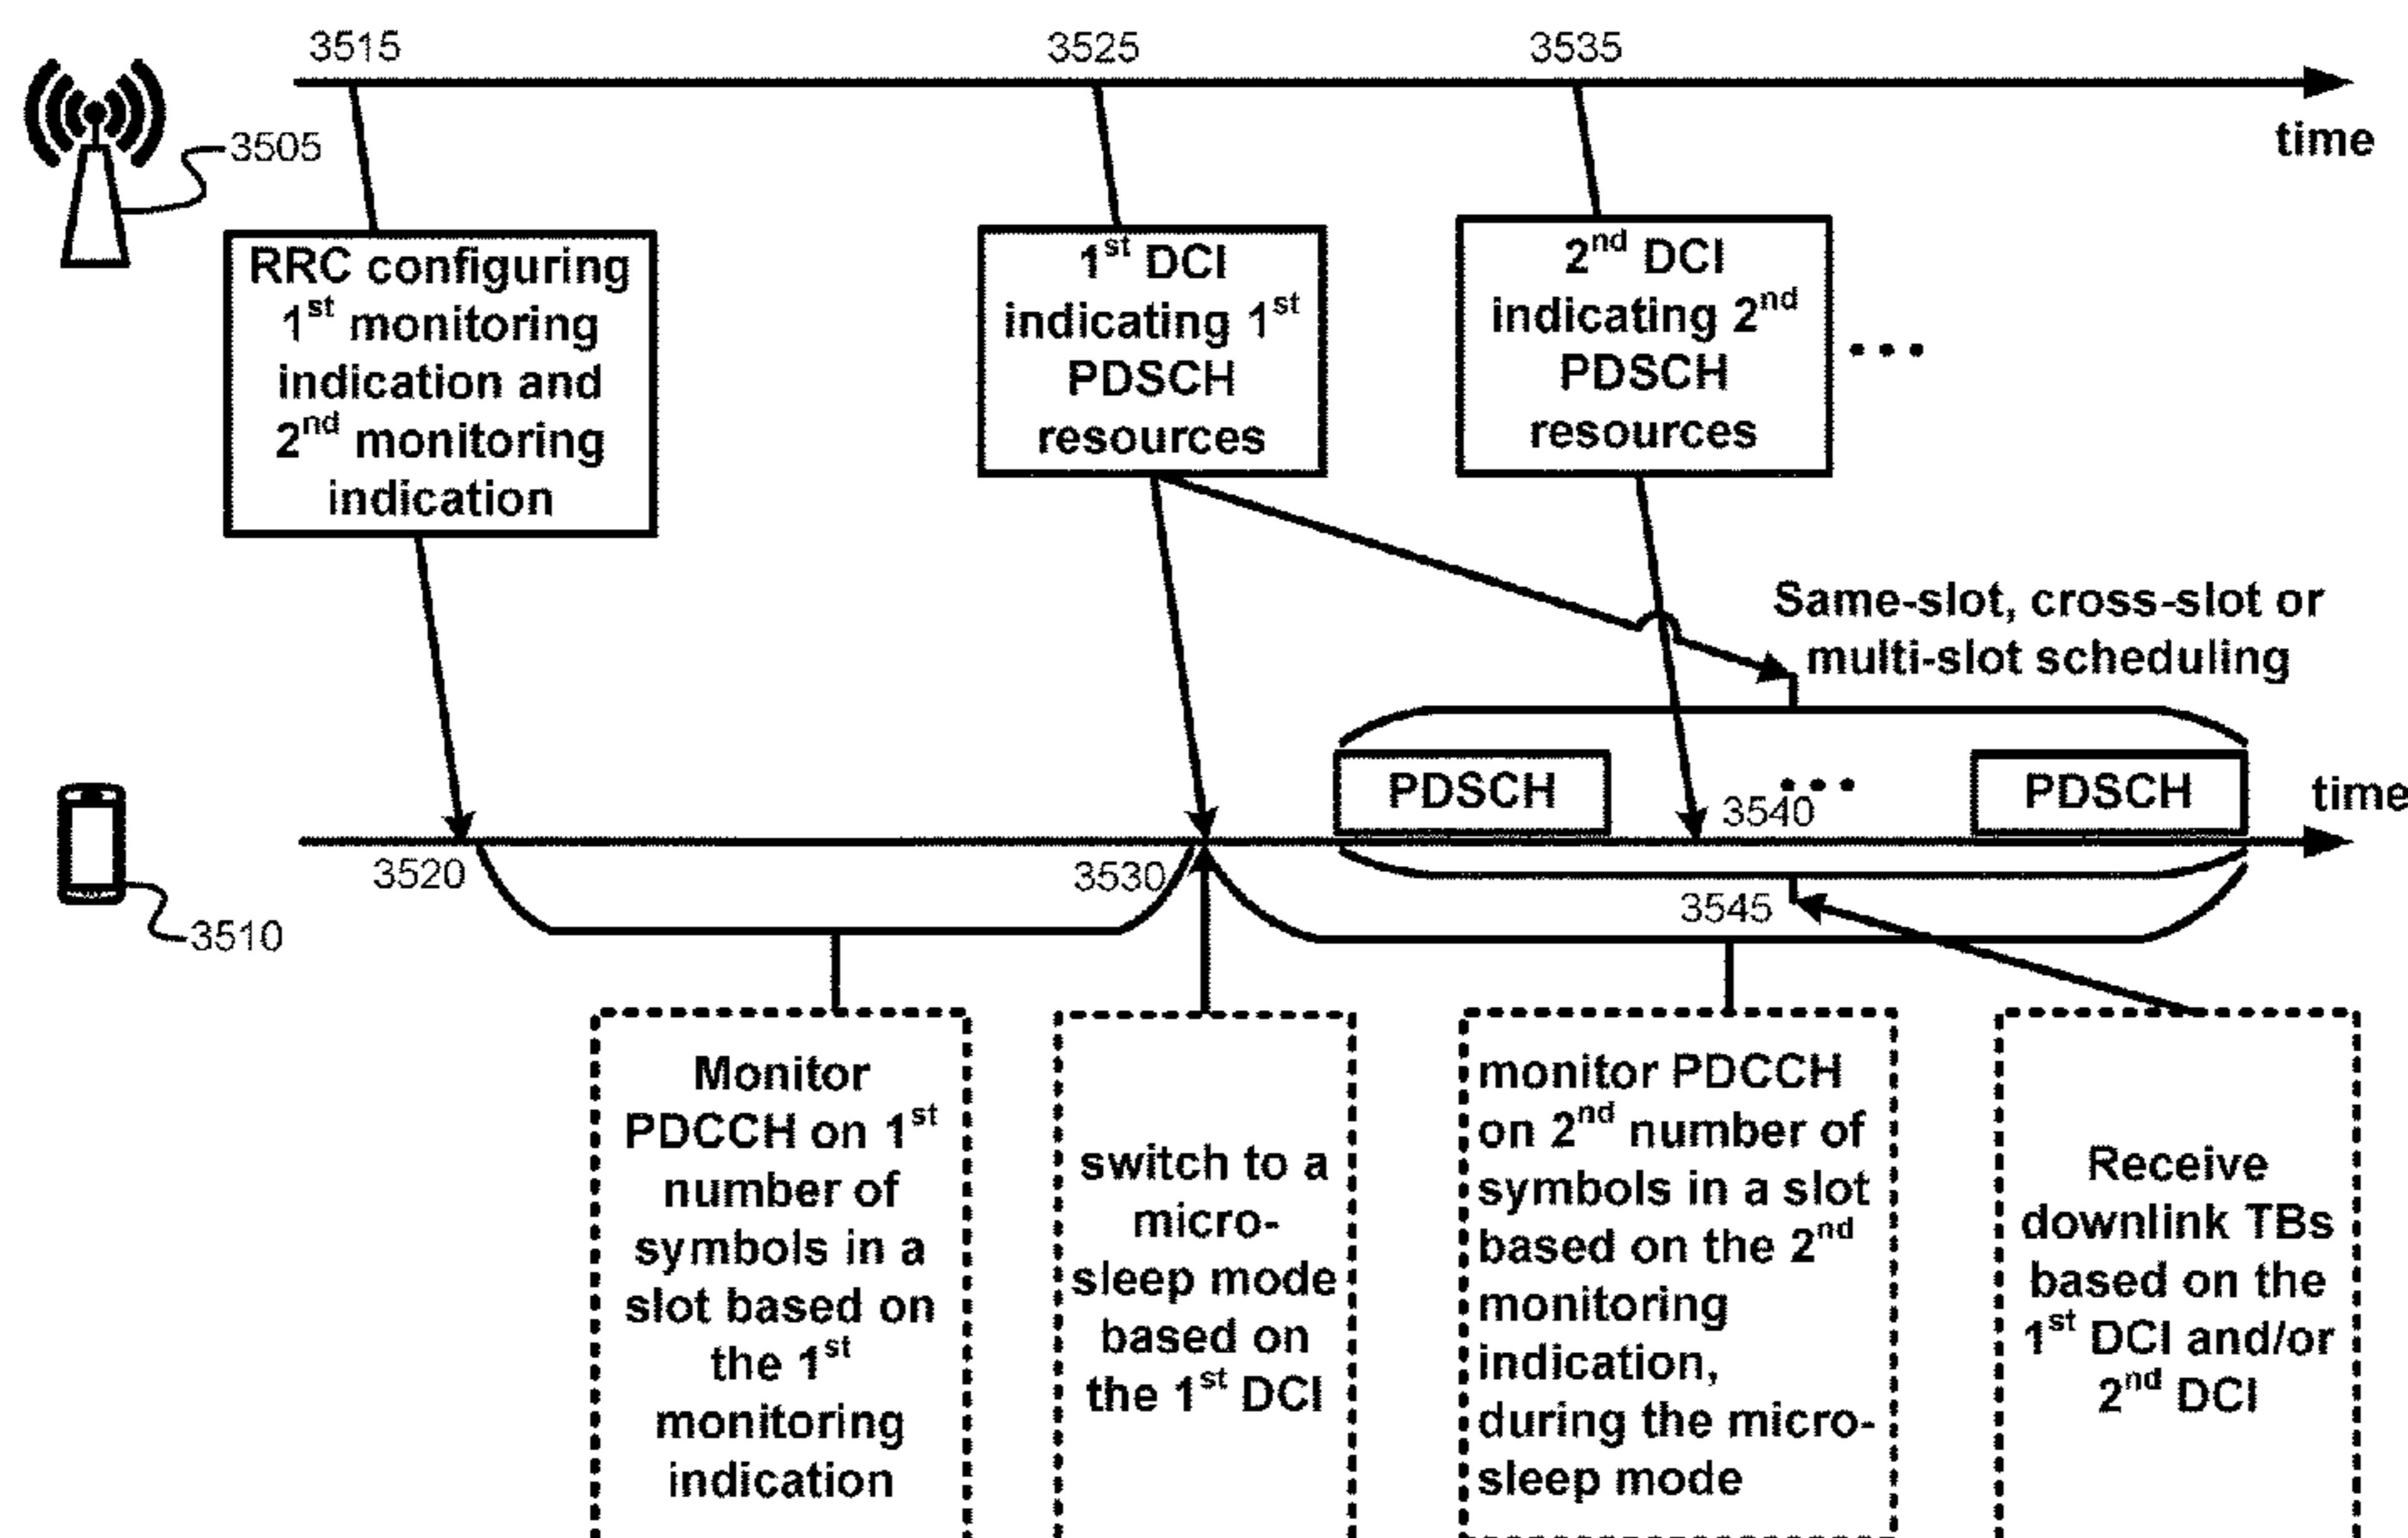 3515
3525
3535
time
3505
RRC configuring
1st monitoring
indication and
2nd monitoring
indication
1st DCI
indicating 1st
PDSCH
resources
2nd DCI
indicating 2nd
PDSCH
resources
...
Same-slot, cross-slot or
multi-slot scheduling
PDSCH
...
PDSCH
time
3540
3520
3530
3545
3510
Monitor
PDCCH on 1st
number of
symbols in a
slot based on
the 1st
monitoring
indication
switch to a
micro-
sleep mode
based on
the 1st DCI
monitor PDCCH
on 2nd number of
symbols in a slot
based on the 2nd
monitoring
indication,
during the micro-
sleep mode
Receive
downlink TBs
based on the
1st DCI and/or
2nd DCI